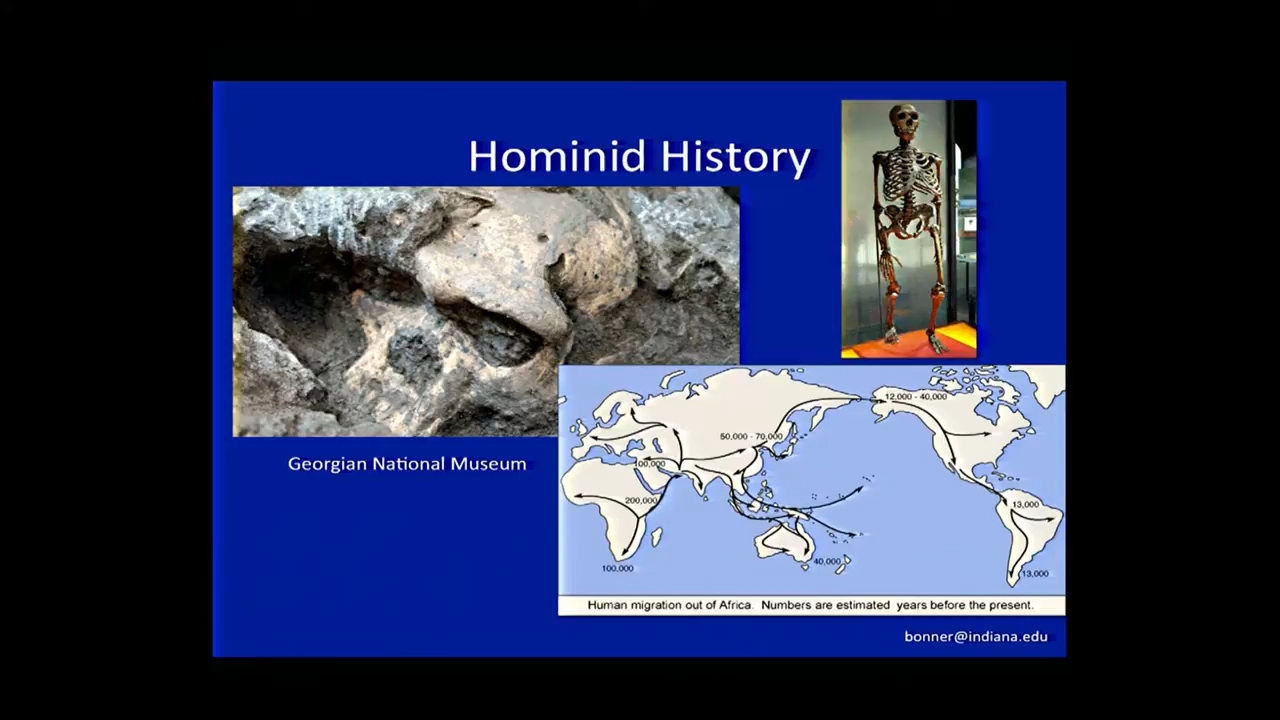 Hominid History
Georgian National Museum
12,000 - 40,000
50,000 - 70,000
100,000
200,000
13,000
100,000
40,000
13,000
Human migration out of Africa. Numbers are estimated years before the present.
bonner@indiana.edu